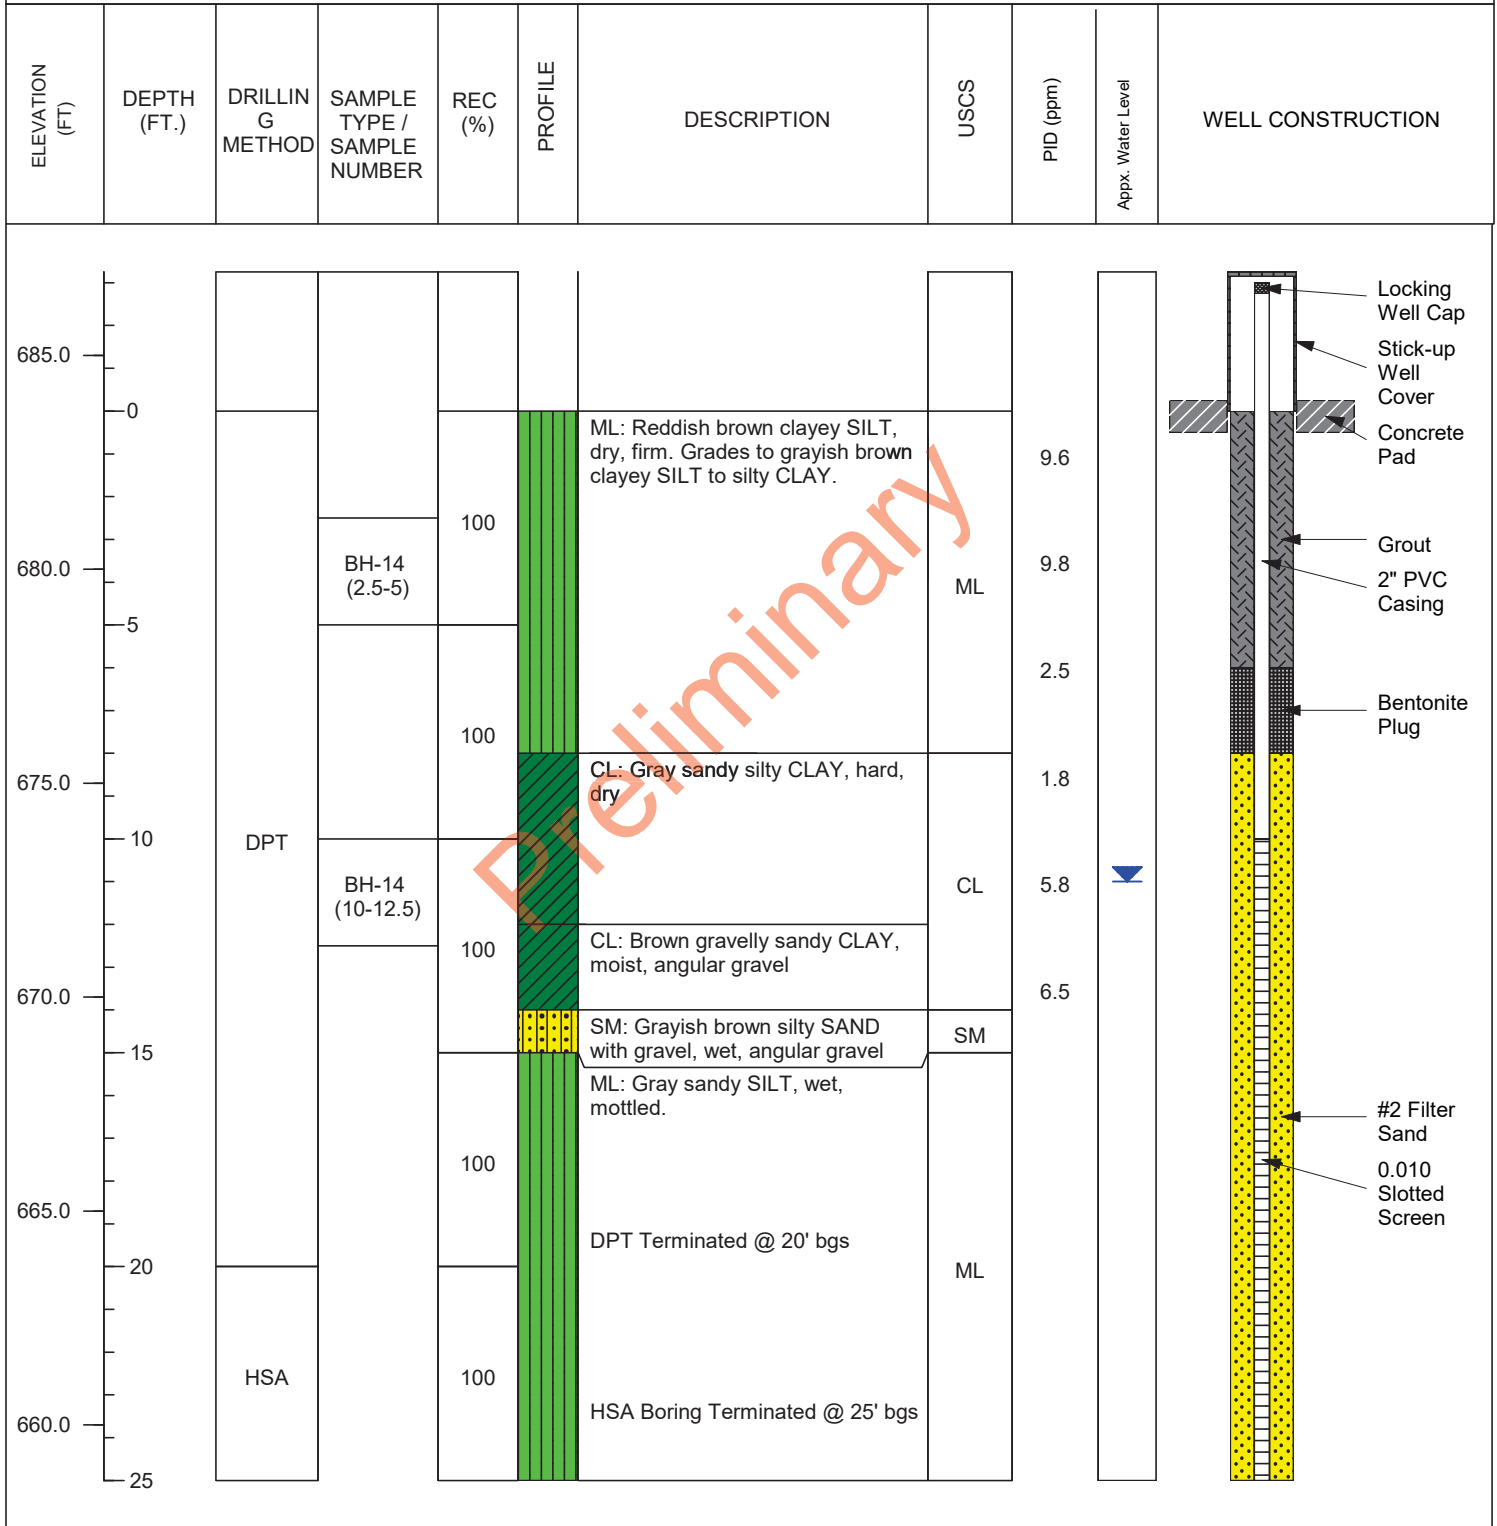 ELEVATION
(FT)
DEPTH
(FT.)
DRILLIN
G
METHOD
SAMPLE
TYPE /
SAMPLE
NUMBER
REC
(%)
PROFILE
DESCRIPTION
USCS
PID (ppm)
Appx. Water Level
WELL CONSTRUCTION
685.0
680.0
675.0
670.0
665.0
660.0
0
5
10
15
20
25
DPT
HSA
BH-14
(2.5-5)
BH-14
(10-12.5)
100
100
100
100
100
ML: Reddish brown clayey SILT,
dry, firm. Grades to grayish brown
clayey SILT to silty CLAY.
CL: Gray sandy silty CLAY, hard,
dry
CL: Brown gravelly sandy CLAY,
moist, angular gravel
SM: Grayish brown silty SAND
with gravel, wet, angular gravel
ML: Gray sandy SILT, wet,
mottled.
DPT Terminated @ 20' bgs
HSA Boring Terminated @ 25' bgs
Preliminary
ML
CL
SM
ML
9.6
9.8
2.5
1.8
5.8
6.5
Locking
Well Cap
Stick-up
Well
Cover
Concrete
Pad
Grout
2" PVC
Casing
Bentonite
Plug
#2 Filter
Sand
0.010
Slotted
Screen